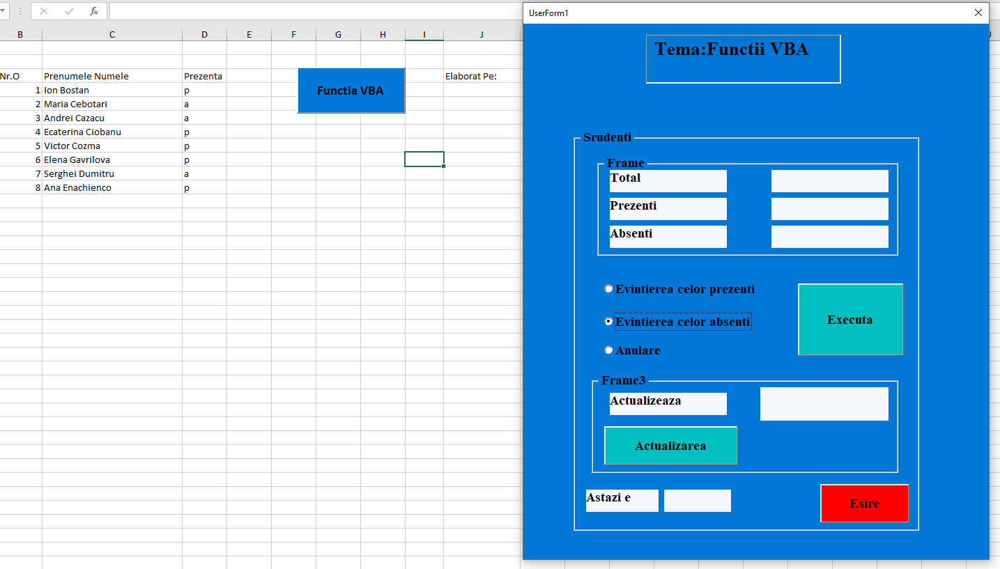 fx
B C D E F G H I J
Nr.O Prenumele Numele Prezenta
1 Ion Bostan p
2 Maria Cebotari a
3 Andrei Cazacu a
4 Ecaterina Ciobanu p
5 Victor Cozma p
6 Elena Gavrilova p
7 Serghei Dumitru a
8 Ana Enachienco p
Functia VBA
Elaborat Pe:
UserForm1
Tema:Functii VBA
Srudenti
Frame
Total
Prezenti
Absenti
Evintierea celor prezenti
Evintierea celor absenti
Anulare
Executa
Frame3
Actualizeaza
Actualizarea
Astazi e
Esire